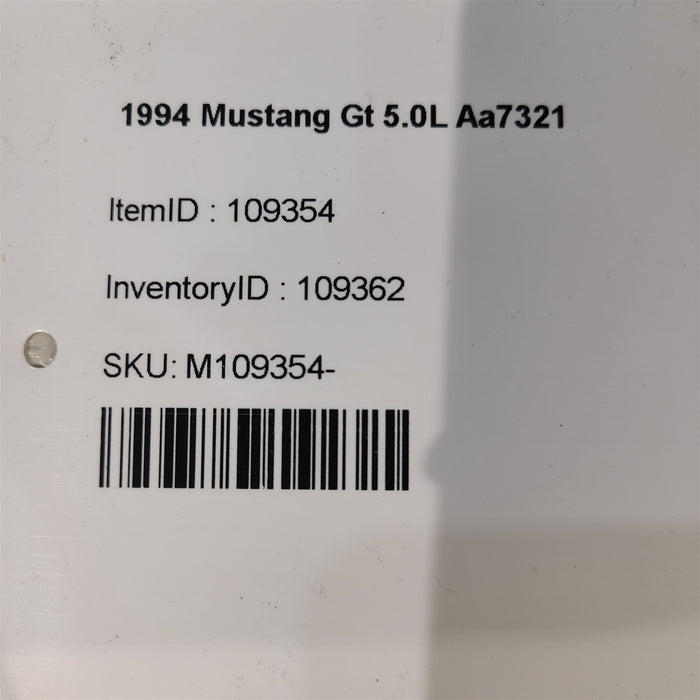 1994 Mustang Gt 5.0L Aa7321
ItemID : 109354
InventoryID : 109362
SKU: M109354-